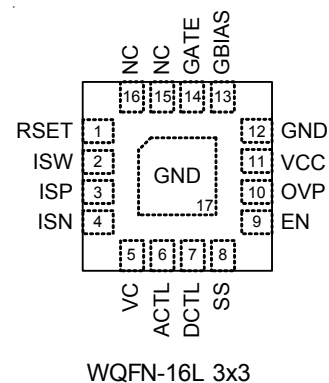 NC NC GATE GBIAS
16 15 14 13
RSET 1 12 GND
ISW 2 11 VCC
GND
ISP 3 10 OVP
17
ISN 4 9 EN
5 6 7 8
VC ACTL DCTL SS
WQFN-16L 3x3